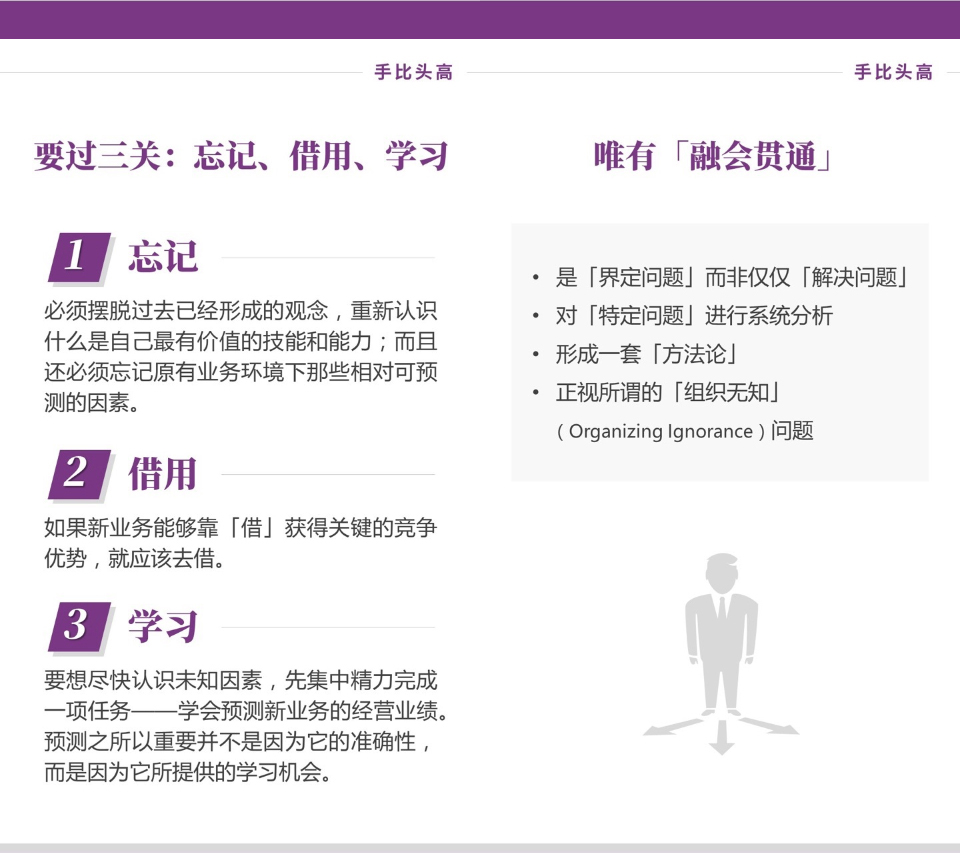 手比头高
要过三关：忘记、借用、学习
1 忘记
必须摆脱过去已经形成的观念，重新认识
什么是自己最有价值的技能和能力；而且
还必须忘记原有业务环境下那些相对可预
测的因素。
2 借用
如果新业务能够靠「借」获得关键的竞争
优势，就应该去借。
3 学习
要想尽快认识未知因素，先集中精力完成
一项任务——学会预测新业务的经营业绩。
预测之所以重要并不是因为它的准确性，
而是因为它所提供的学习机会。
手比头高
唯有「融会贯通」
• 是「界定问题」而非仅仅「解决问题」
• 对「特定问题」进行系统分析
• 形成一套「方法论」
• 正视所谓的「组织无知」
（Organizing Ignorance）问题